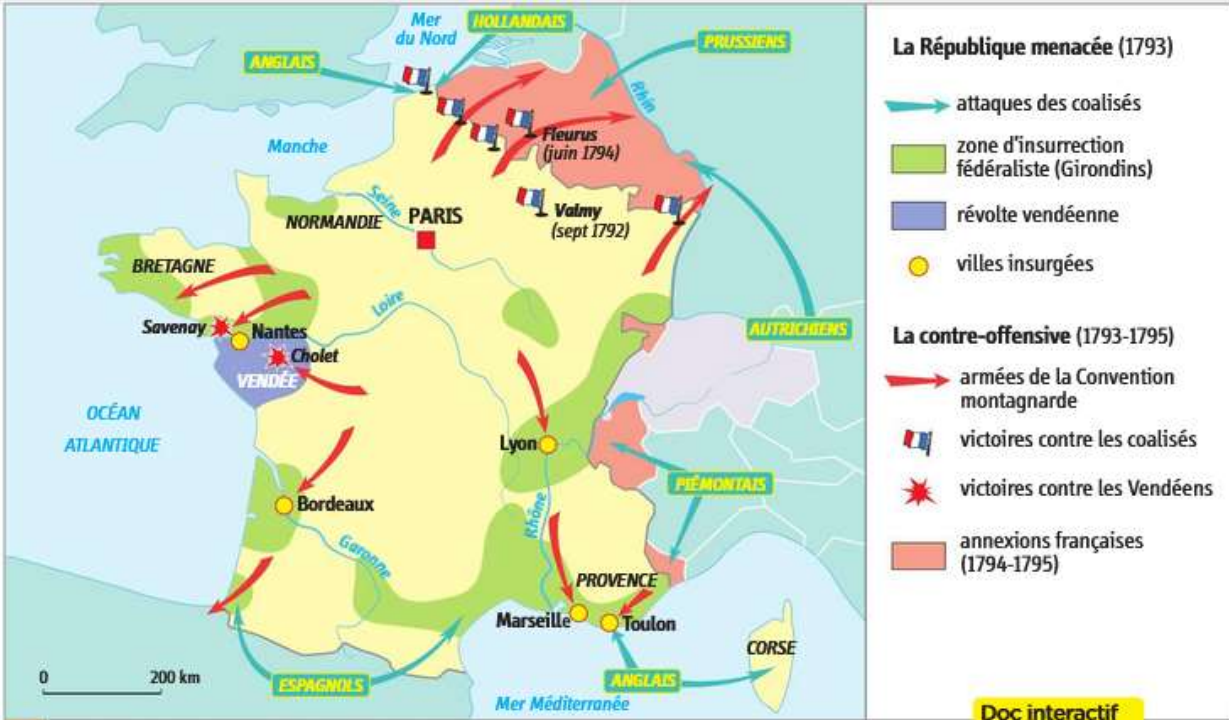 Mer
du Nord
HOLLANDAIS
PRUSSIENS
ANGLAIS
Rhin
Manche
Fleurus
(juin 1794)
Seine
NORMANDIE
PARIS
Valmy
(sept 1792)
BRETAGNE
Loire
Savenay
Nantes
Cholet
VENDÉE
AUTRICHIENS
OCÉAN
ATLANTIQUE
Lyon
PIÉMONTAIS
Bordeaux
Rhône
Garonne
PROVENCE
Marseille
Toulon
CORSE
ESPAGNOLS
ANGLAIS
Mer Méditerranée
0 200 km
La République menacée (1793)
attaques des coalisés
zone d'insurrection
fédéraliste (Girondins)
révolte vendéenne
villes insurgées
La contre-offensive (1793-1795)
armées de la Convention
montagnarde
victoires contre les coalisés
victoires contre les Vendéens
annexions françaises
(1794-1795)
Doc interactif